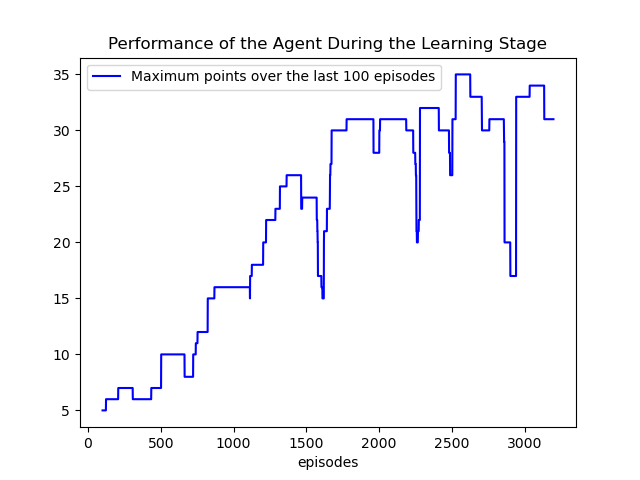 Performance of the Agent During the Learning Stage
Maximum points over the last 100 episodes
35
30
25
20
15
10
5
0 500 1000 1500 2000 2500 3000
episodes